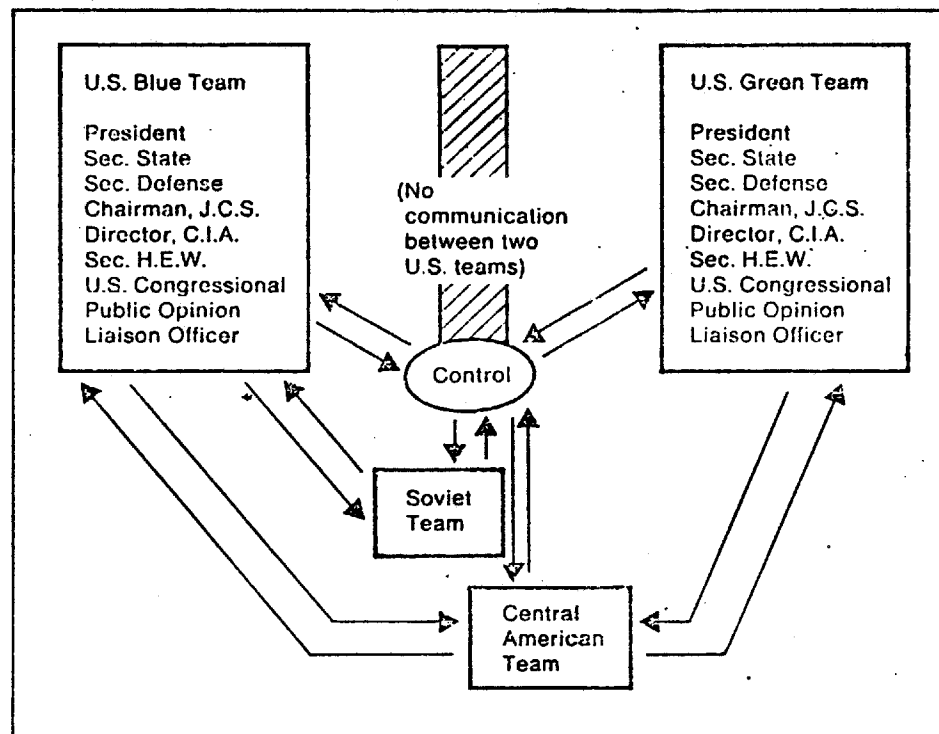 U.S. Blue Team
President
Sec. State
Sec. Defense
Chairman, J.C.S.
Director, C.I.A.
Sec. H.E.W.
U.S. Congressional
Public Opinion
Liaison Officer
(No
communication
between two
U.S. teams)
U.S. Green Team
President
Sec. State
Sec. Defense
Chairman, J.C.S.
Director, C.I.A.
Sec. H.E.W.
U.S. Congressional
Public Opinion
Liaison Officer
Control
Soviet
Team
Central
American
Team